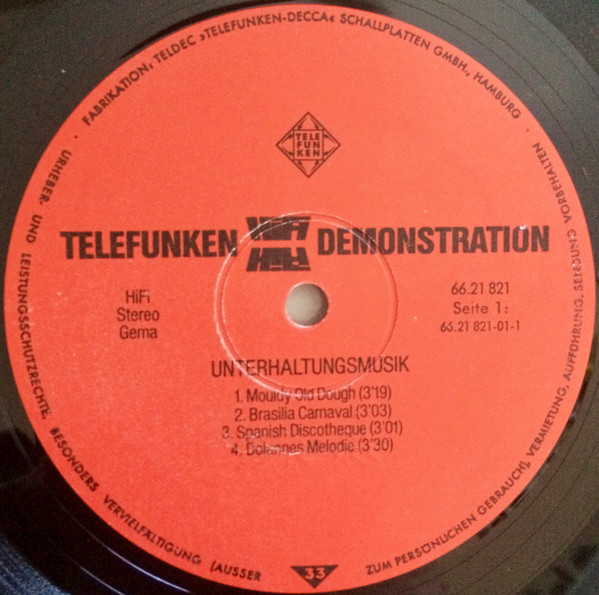 · FABRIKATION: TELDEC »TELEFUNKEN-DECCA« SCHALLPLATTEN GMBH., HAMBURG ·
URHEBER- UND LEISTUNGSSCHUTZRECHTE, BESONDERS VERVIELFÄLTIGUNG (AUSSER ZUM PERSÖNLICHEN GEBRAUCH), VERMIETUNG, AUFFÜHRUNG, SENDUNG VORBEHALTEN
TELE
FUN
KEN
TELEFUNKEN HiFi DEMONSTRATION
HiFi
HiFi
Stereo
Gema
66.21 821
Seite 1:
66.21 821-01-1
UNTERHALTUNGSMUSIK
1. Mouldy Old Dough (3'19)
2. Brasilia Carnaval (3'03)
3. Spanish Discotheque (3'01)
4. Dolannes Melodie (3'30)
33